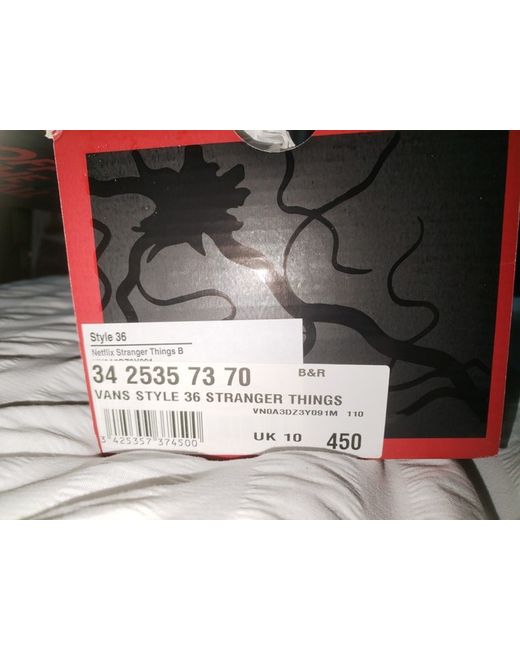 Style 36
Netflix Stranger Things B
34 2535 73 70 B&R
VANS STYLE 36 STRANGER THINGS
VN0A3DZ3Y091M 110
3 425357 374500
UK 10 450